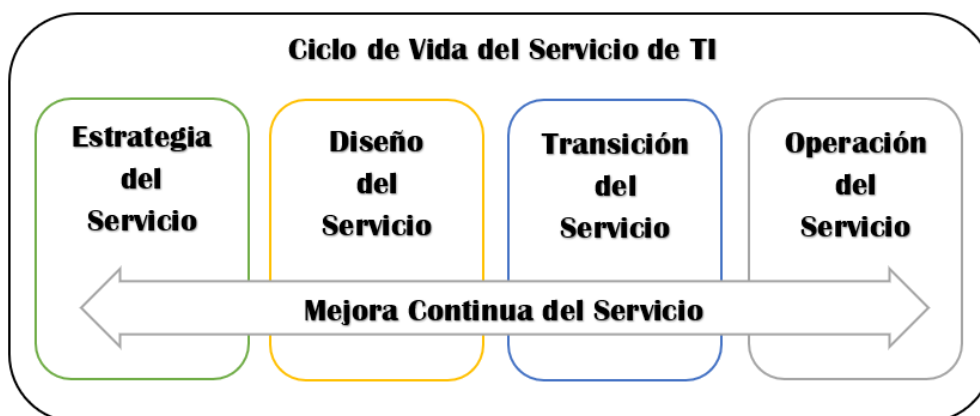 Ciclo de Vida del Servicio de TI
Estrategia
del
Servicio
Diseño
del
Servicio
Transición
del
Servicio
Operación
del
Servicio
Mejora Continua del Servicio